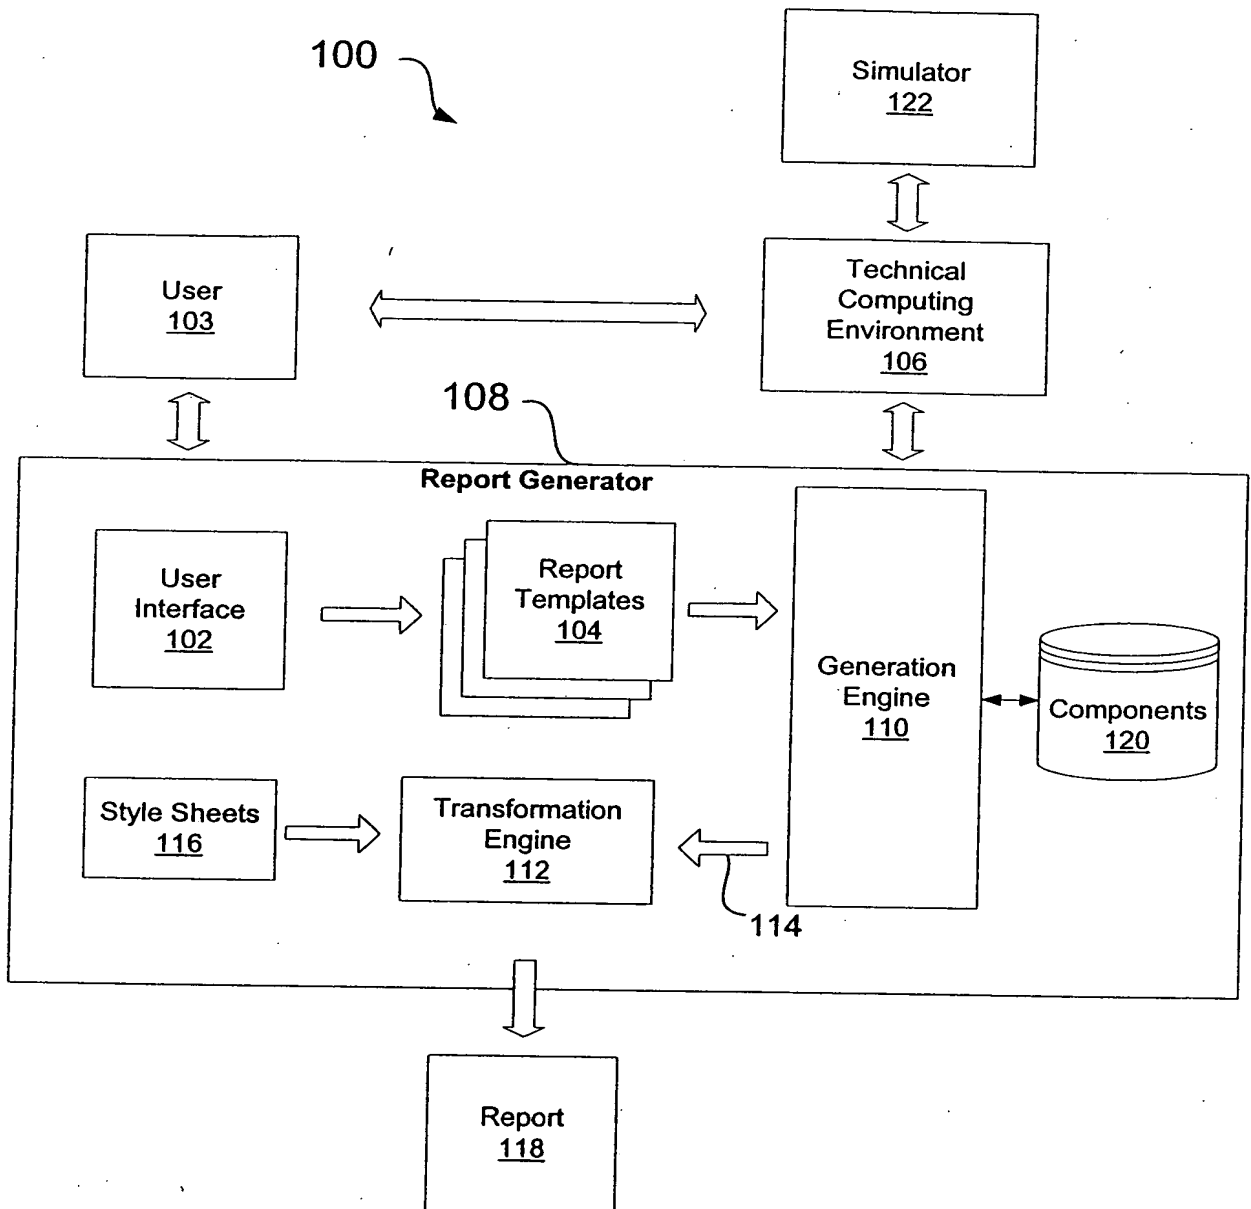 100
Simulator
122
User
103
Technical
Computing
Environment
106
108
Report Generator
User
Interface
102
Report
Templates
104
Generation
Engine
110
Components
120
Style Sheets
116
Transformation
Engine
112
114
Report
118